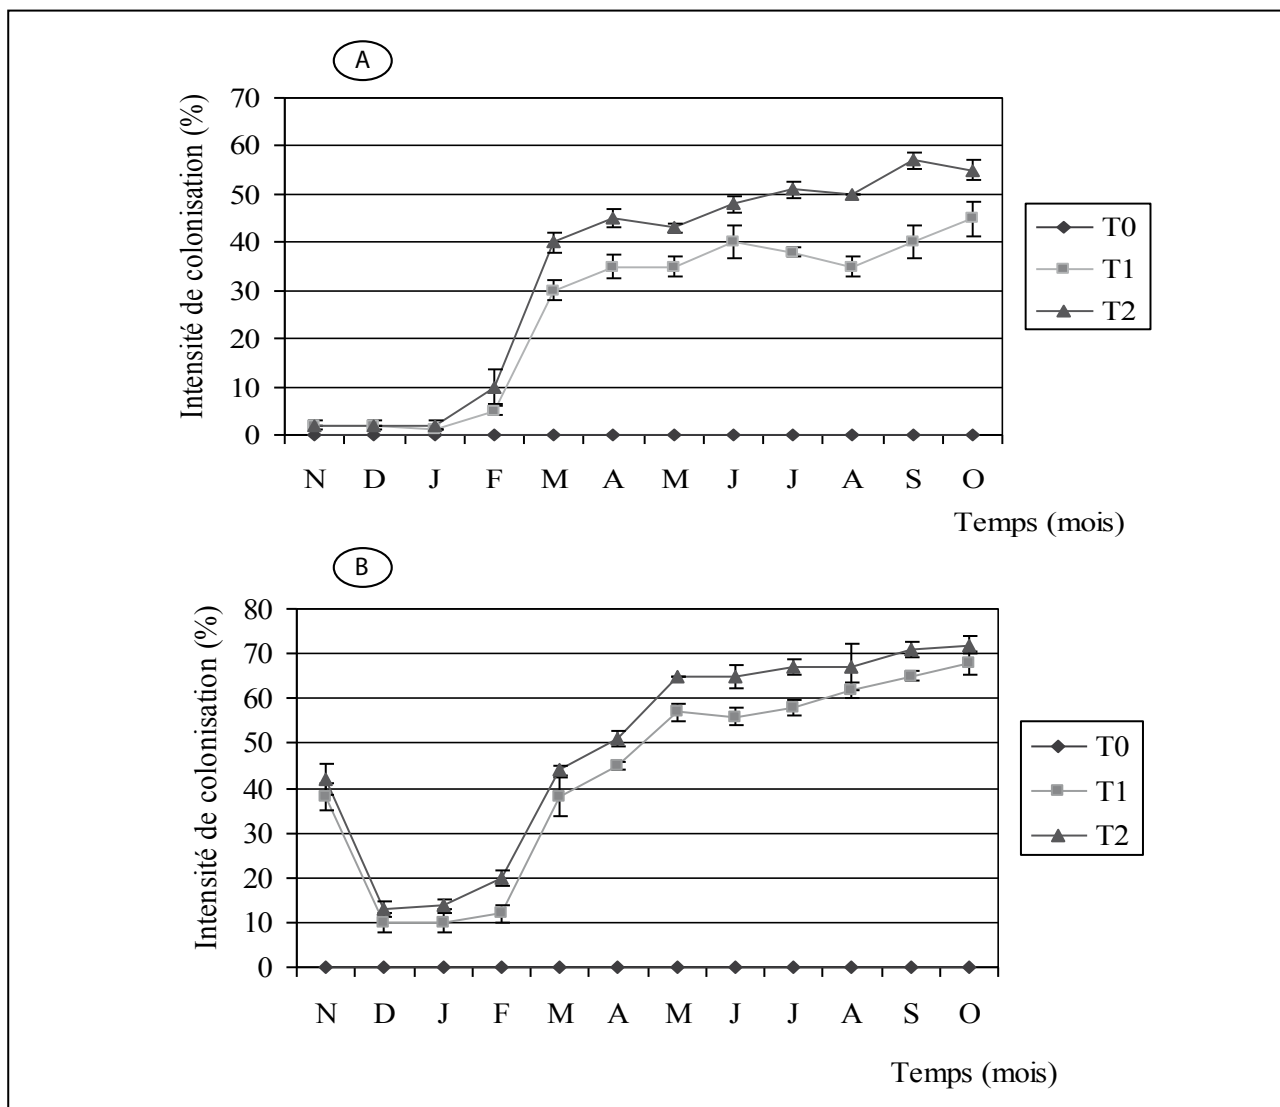 A
Intensité de colonisation (%)
70
60
50
40
30
20
10
0
N D J F M A M J J A S O
Temps (mois)
T0
T1
T2
B
Intensité de colonisation (%)
80
70
60
50
40
30
20
10
0
N D J F M A M J J A S O
Temps (mois)
T0
T1
T2